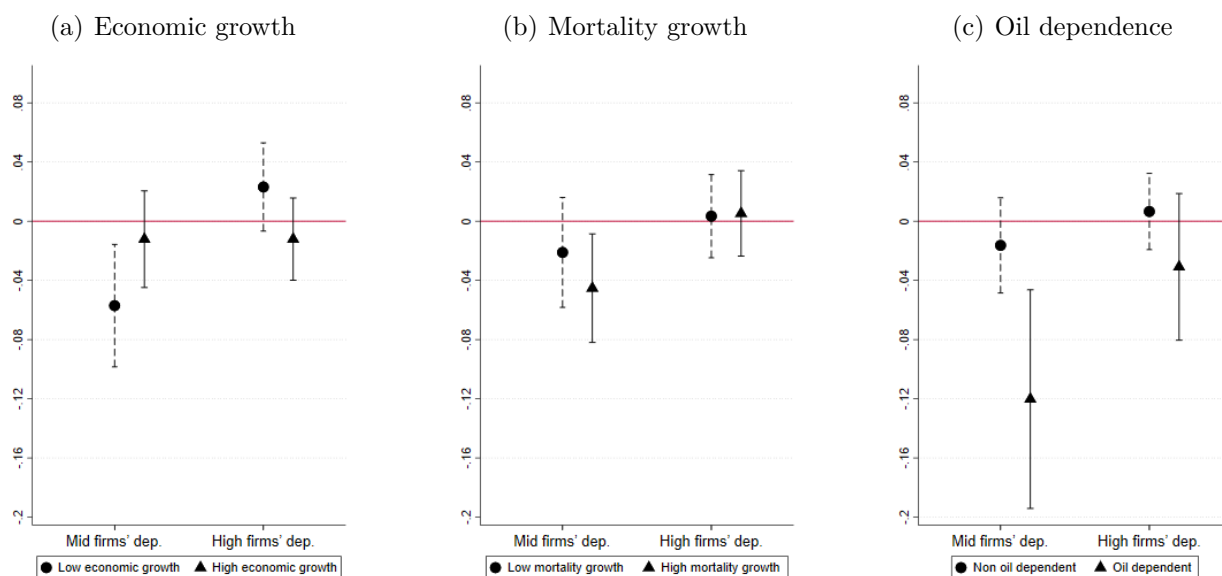 (a) Economic growth
.08
.04
0
-.04
-.08
-.12
-.16
-.2
Mid firms' dep.
High firms' dep.
Low economic growth
High economic growth
(b) Mortality growth
.08
.04
0
-.04
-.08
-.12
-.16
-.2
Mid firms' dep.
High firms' dep.
Low mortality growth
High mortality growth
(c) Oil dependence
.08
.04
0
-.04
-.08
-.12
-.16
-.2
Mid firms' dep.
High firms' dep.
Non oil dependent
Oil dependent